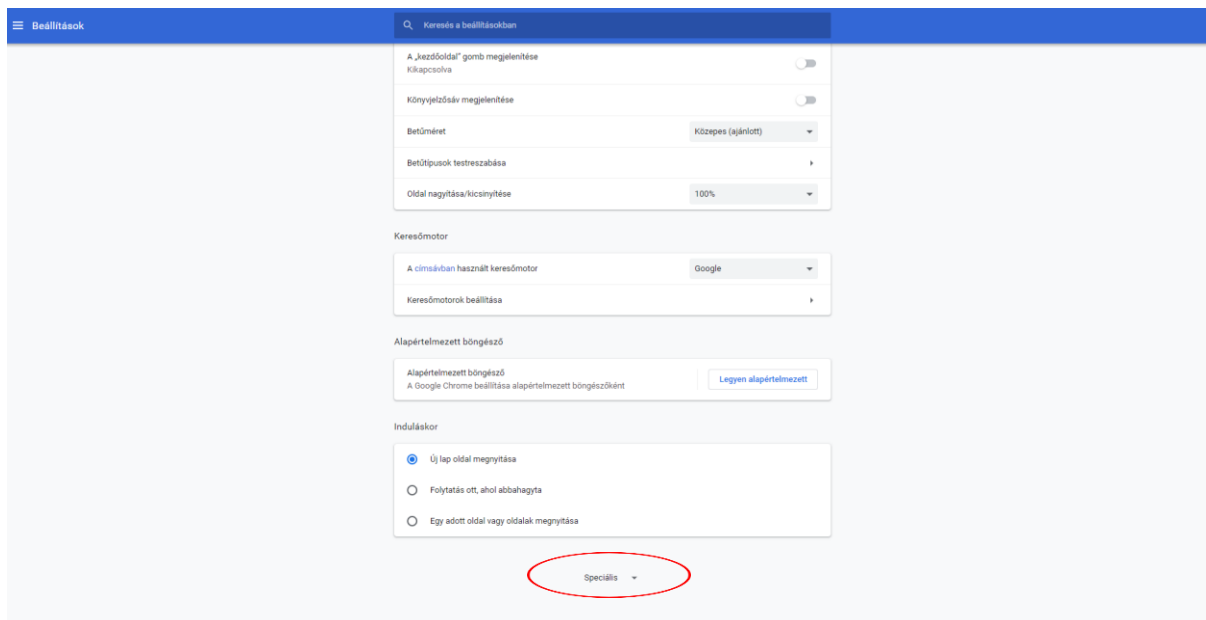 Beállítások
Keresés a beállításokban
A „kezdőoldal" gomb megjelenítése
Kikapcsolva
Könyvjelzősáv megjelenítése
Betűméret Közepes (ajánlott)
Betűtípusok testreszabása
Oldal nagyítása/kicsinyítése 100%
Keresőmotor
A címsávban használt keresőmotor Google
Keresőmotorok beállítása
Alapértelmezett böngésző
Alapértelmezett böngésző
A Google Chrome beállítása alapértelmezett böngészőként
Legyen alapértelmezett
Induláskor
Új lap oldal megnyitása
Folytatás ott, ahol abbahagyta
Egy adott oldal vagy oldalak megnyitása
Speciális